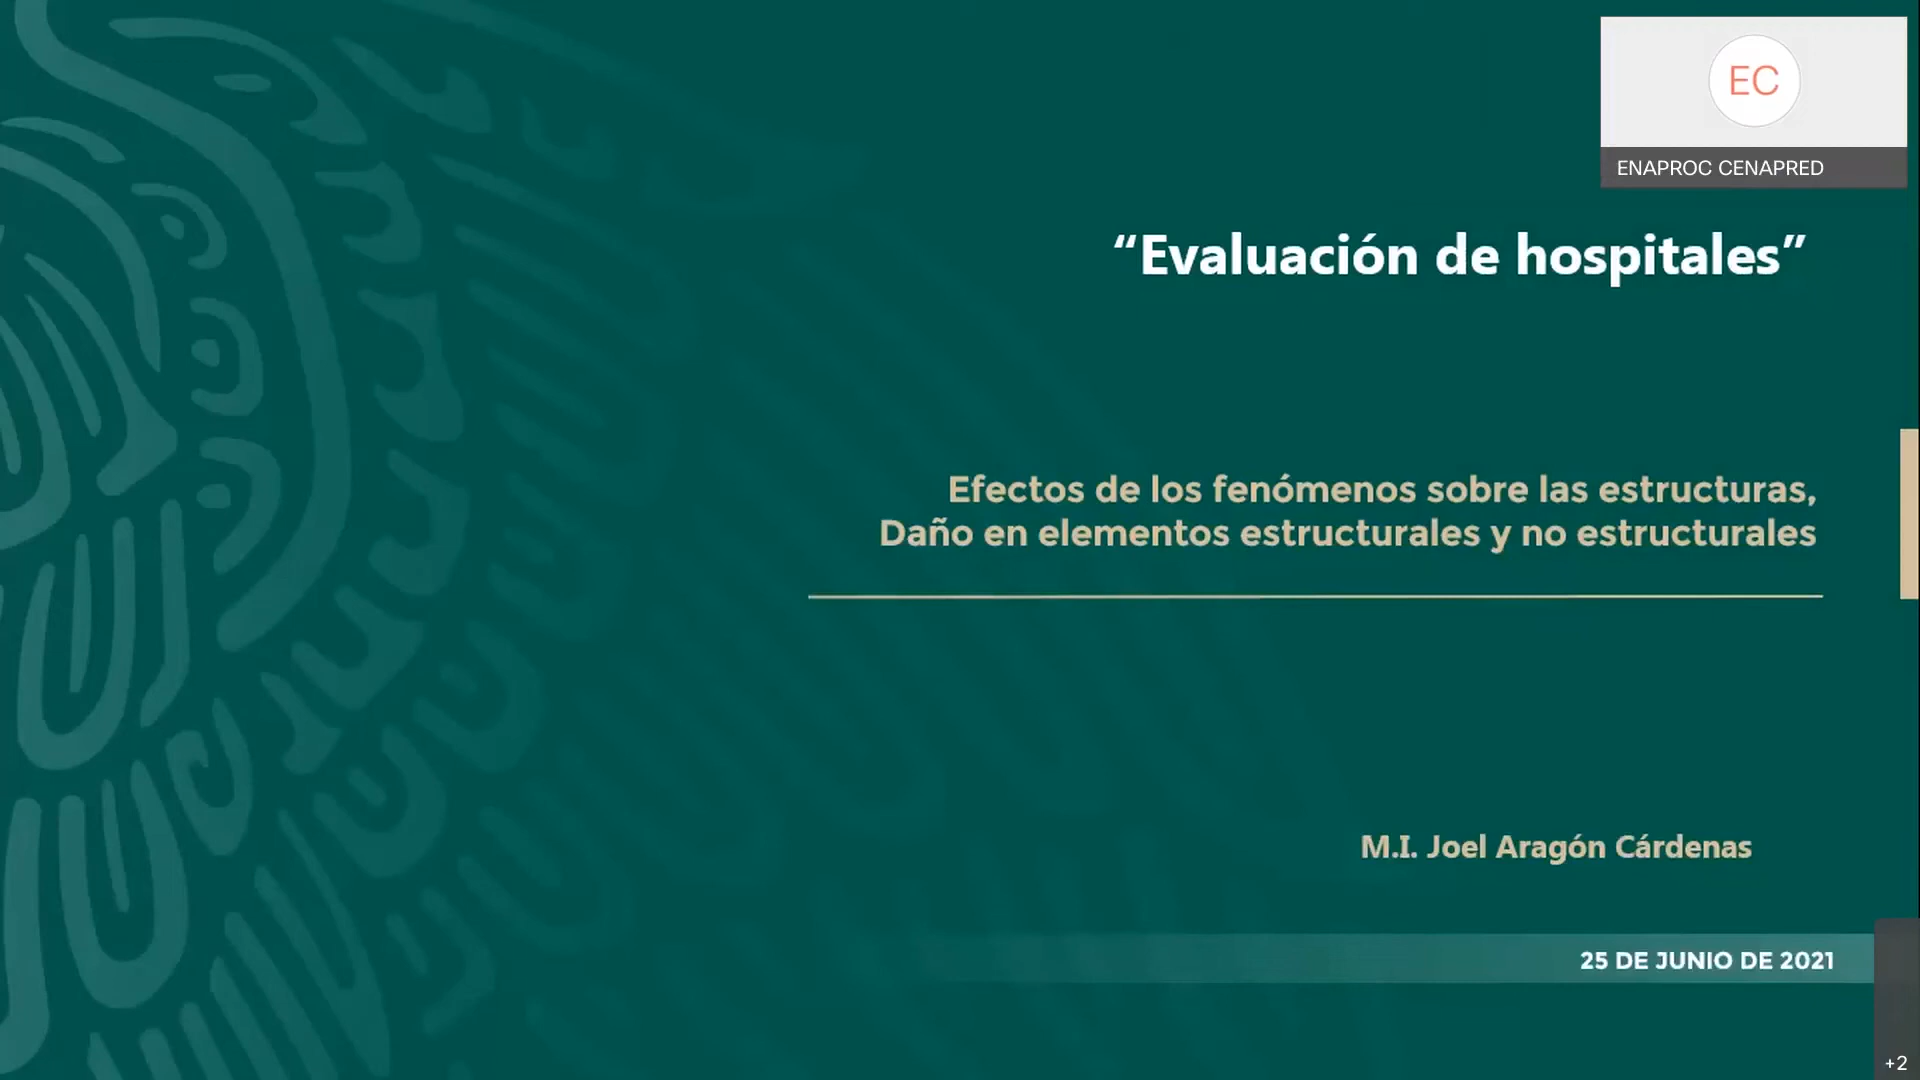 EC
ENAPROC CENAPRED
“Evaluación de hospitales”
Efectos de los fenómenos sobre las estructuras,
Daño en elementos estructurales y no estructurales
M.I. Joel Aragón Cárdenas
25 DE JUNIO DE 2021
+2